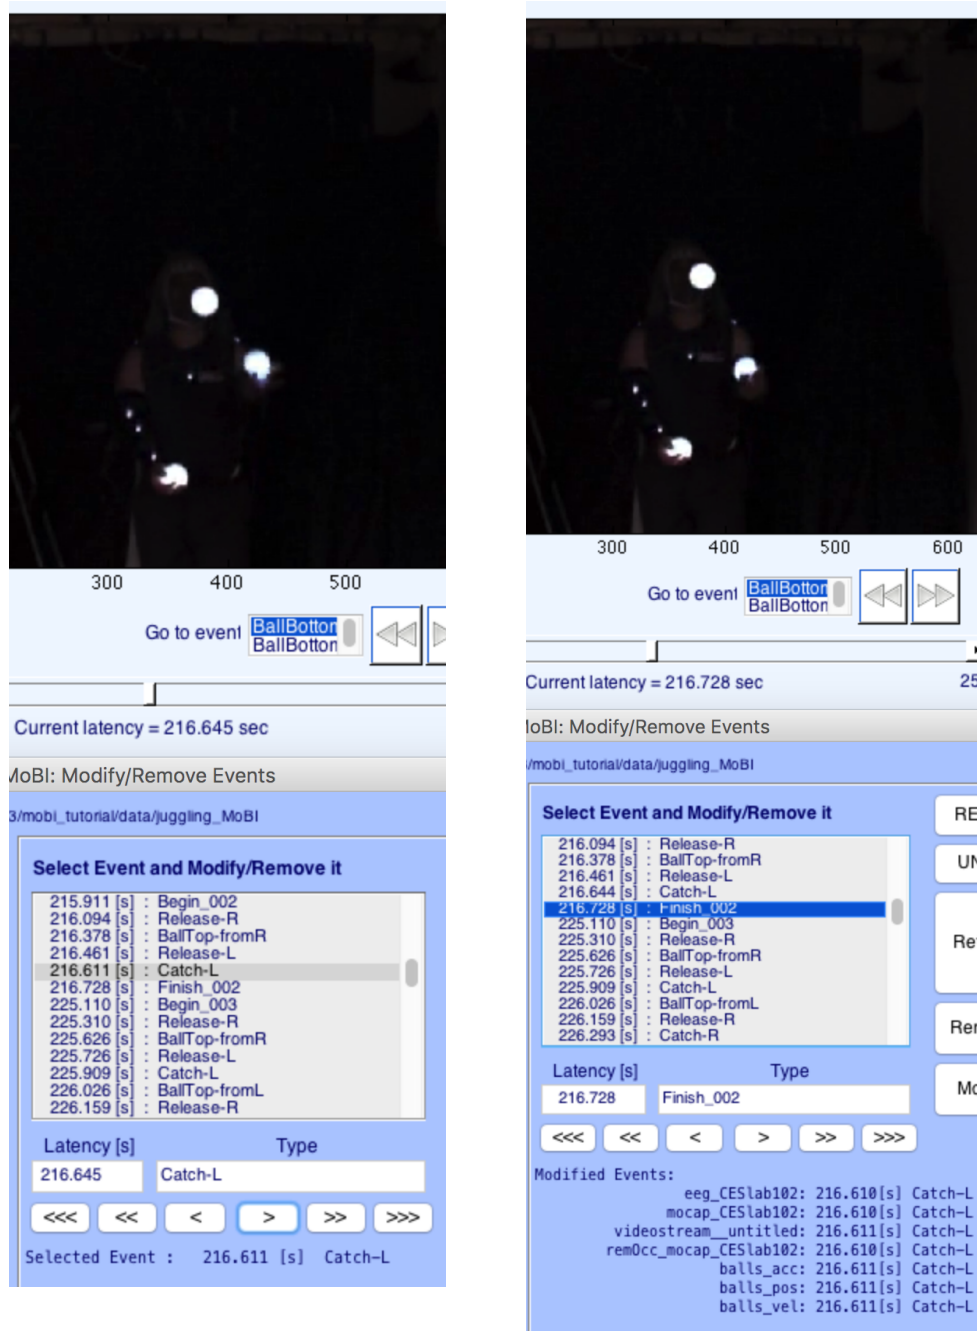 300 400 500
Go to event BallBotton
BallBotton
Current latency = 216.645 sec
MoBI: Modify/Remove Events
3/mobi_tutorial/data/juggling_MoBI
Select Event and Modify/Remove it
215.911 [s] : Begin_002
216.094 [s] : Release-R
216.378 [s] : BallTop-fromR
216.461 [s] : Release-L
216.611 [s] : Catch-L
216.728 [s] : Finish_002
225.110 [s] : Begin_003
225.310 [s] : Release-R
225.626 [s] : BallTop-fromR
225.726 [s] : Release-L
225.909 [s] : Catch-L
226.026 [s] : BallTop-fromL
226.159 [s] : Release-R
Latency [s] Type
216.645 Catch-L
<<< << < > >> >>>
Selected Event : 216.611 [s] Catch-L
300 400 500 600
Go to event BallBotton
BallBotton
Current latency = 216.728 sec 25
loBI: Modify/Remove Events
/mobi_tutorial/data/juggling_MoBI
Select Event and Modify/Remove it
216.094 [s] : Release-R
216.378 [s] : BallTop-fromR
216.461 [s] : Release-L
216.644 [s] : Catch-L
216.728 [s] : Finish_002
225.110 [s] : Begin_003
225.310 [s] : Release-R
225.626 [s] : BallTop-fromR
225.726 [s] : Release-L
225.909 [s] : Catch-L
226.026 [s] : BallTop-fromL
226.159 [s] : Release-R
226.293 [s] : Catch-R
RE
UN
Re
Rem
Mo
Latency [s] Type
216.728 Finish_002
<<< << < > >> >>>
Modified Events:
eeg_CESlab102: 216.610[s] Catch-L
mocap_CESlab102: 216.610[s] Catch-L
videostream__untitled: 216.611[s] Catch-L
remOcc_mocap_CESlab102: 216.610[s] Catch-L
balls_acc: 216.611[s] Catch-L
balls_pos: 216.611[s] Catch-L
balls_vel: 216.611[s] Catch-L